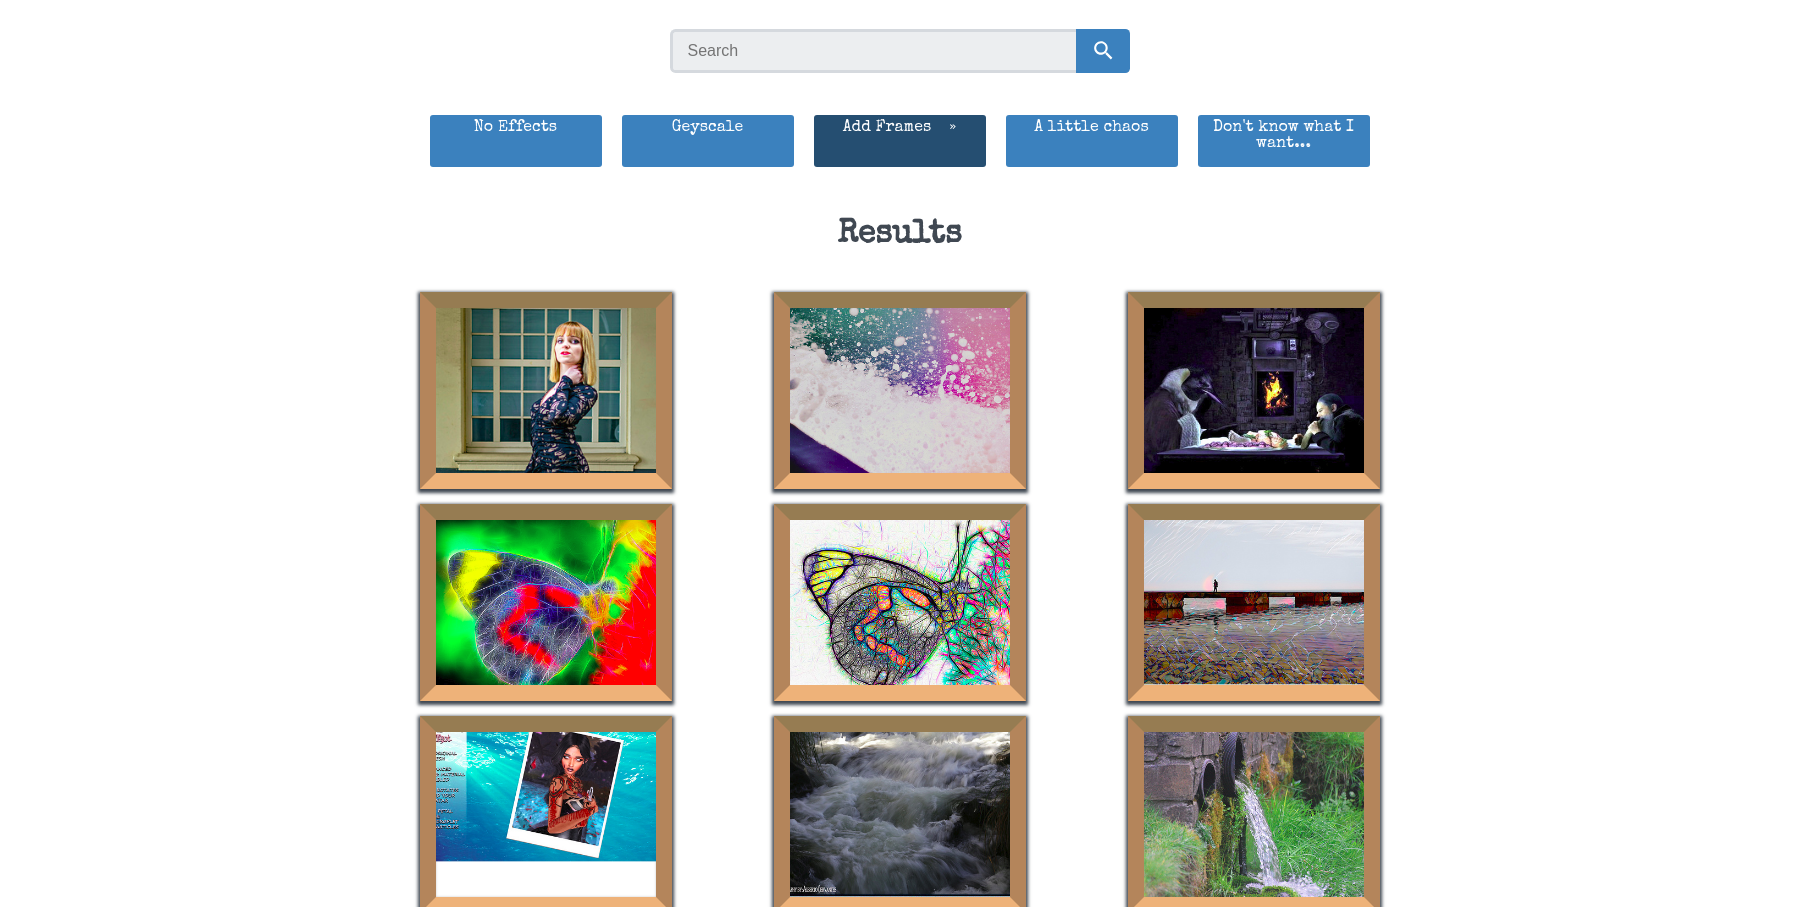 Search
No Effects
Geyscale
Add Frames »
A little chaos
Don't know what I
want...
Results